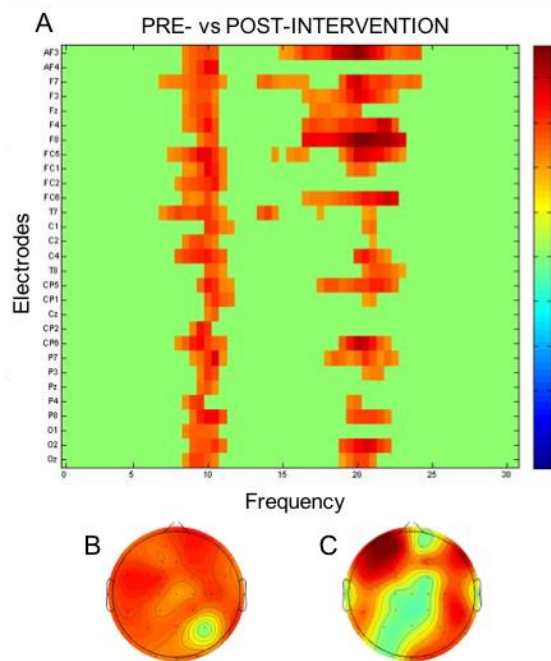 A
PRE- vs POST-INTERVENTION
AF3
AF4
F7
F3
Fz
F4
F8
FC5
FC1
FC2
FC6
T7
C1
C2
C4
T8
CP5
CP1
Cz
CP2
CP6
P7
P3
Pz
P4
P8
O1
O2
Oz
Electrodes
0 5 10 15 20 25 30
Frequency
B C